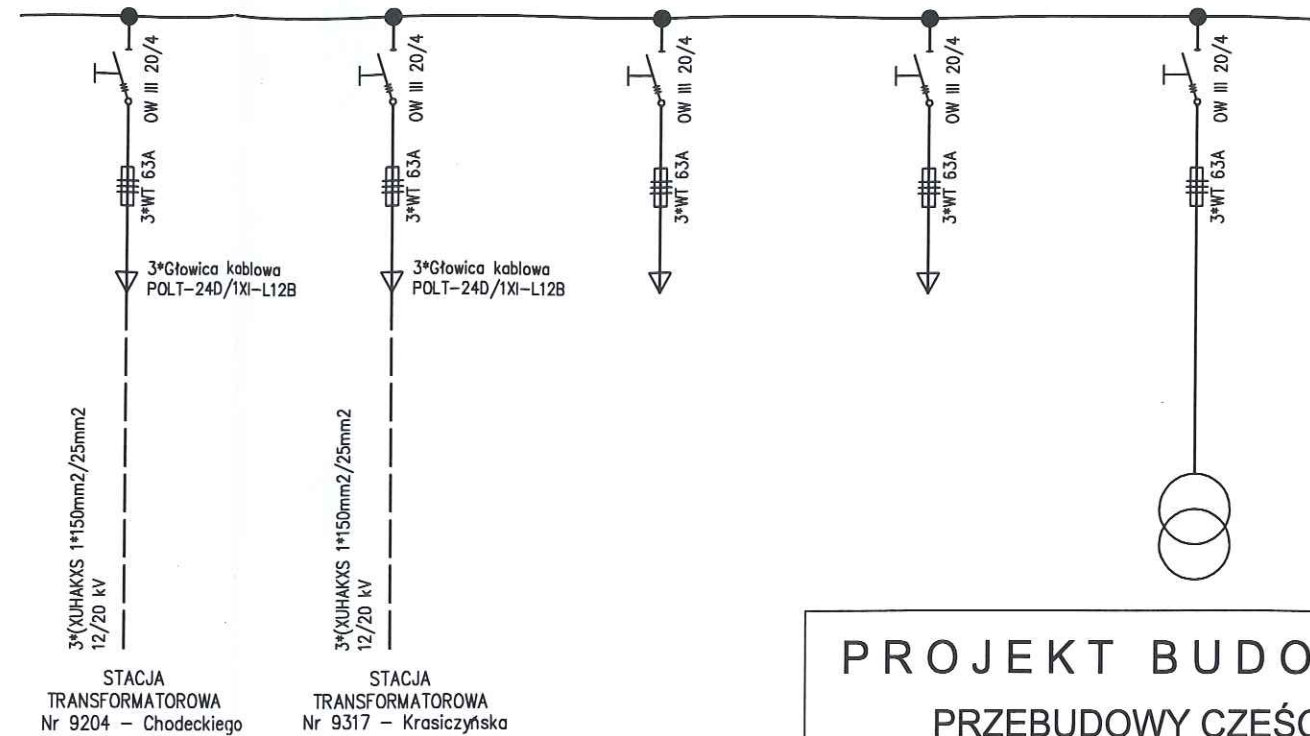 OW III 20/4
3*WT 63A
3*Głowica kablowa
POLT-24D/1XI-L12B
3*(XUHAKXS 1*150mm2/25mm2
12/20 kV
STACJA
TRANSFORMATOROWA
Nr 9204 - Chodeckiego
OW III 20/4
3*WT 63A
3*Głowica kablowa
POLT-24D/1XI-L12B
3*(XUHAKXS 1*150mm2/25mm2
12/20 kV
STACJA
TRANSFORMATOROWA
Nr 9317 - Krasiczyńska
OW III 20/4
3*WT 63A
OW III 20/4
3*WT 63A
OW III 20/4
3*WT 63A
PROJEKT BUDO
PRZEBUDOWY CZĘŚC